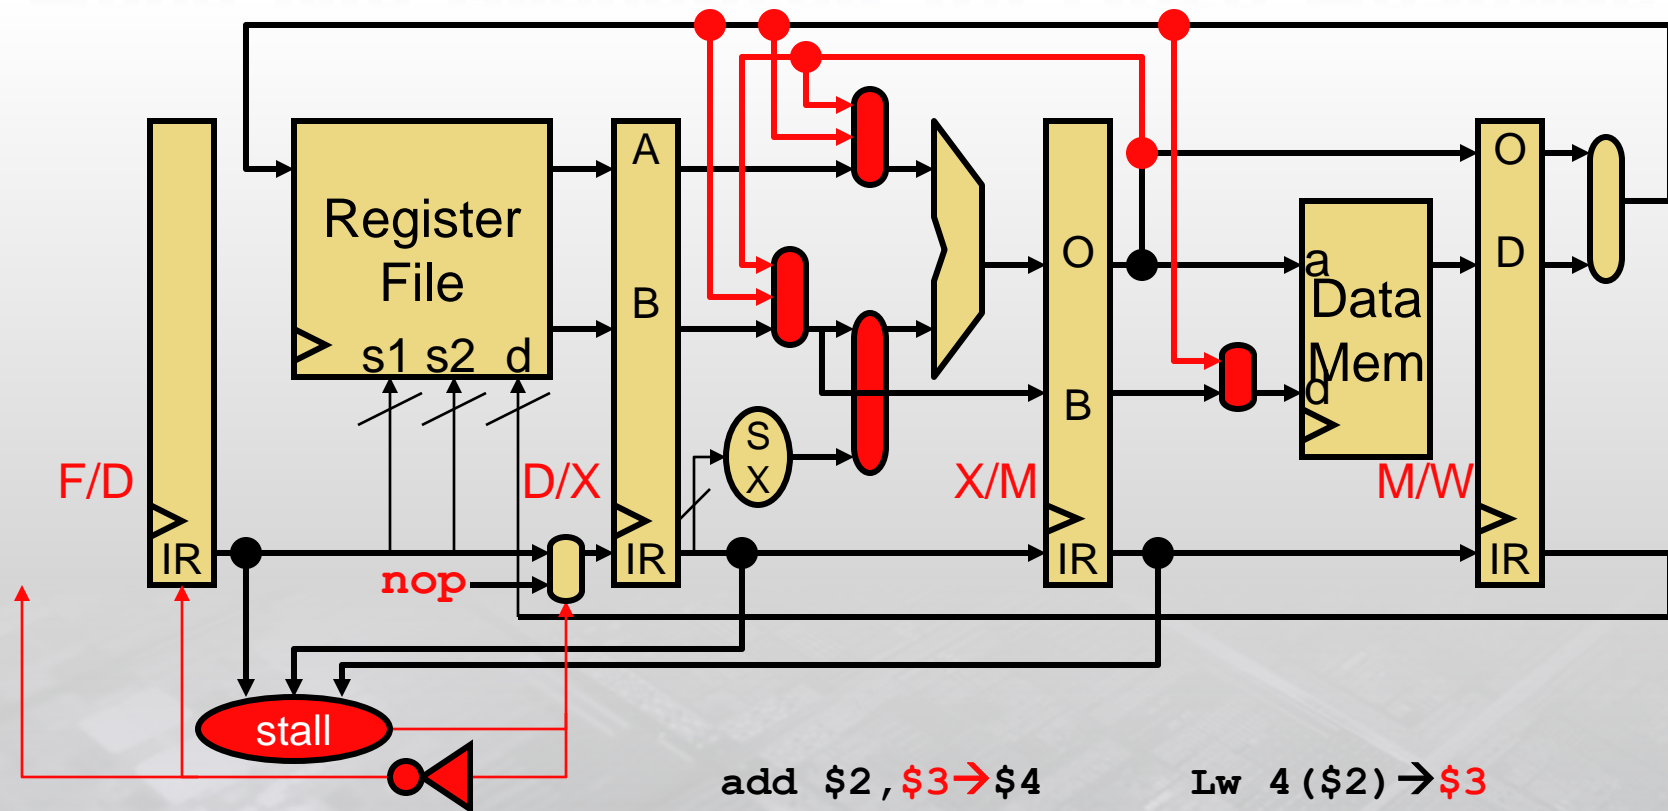 A
O
Register
File
O
D
B
a
Data
Mem
s1 s2 d
d
B
S
X
F/D
D/X
X/M
M/W
IR
IR
IR
IR
nop
stall
add $2,$3→$4
Lw 4($2)→$3